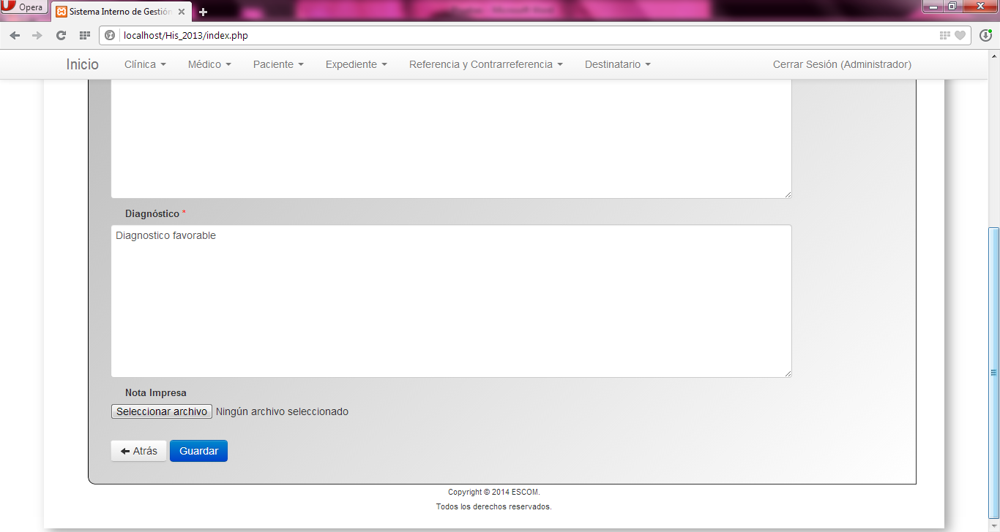 Opera
Sistema Interno de Gestión
localhost/His_2013/index.php
Inicio Clínica Médico Paciente Expediente Referencia y Contrarreferencia Destinatario Cerrar Sesión (Administrador)
Diagnóstico *
Diagnostico favorable
Nota Impresa
Seleccionar archivo Ningún archivo seleccionado
Atrás Guardar
Copyright © 2014 ESCOM.
Todos los derechos reservados.